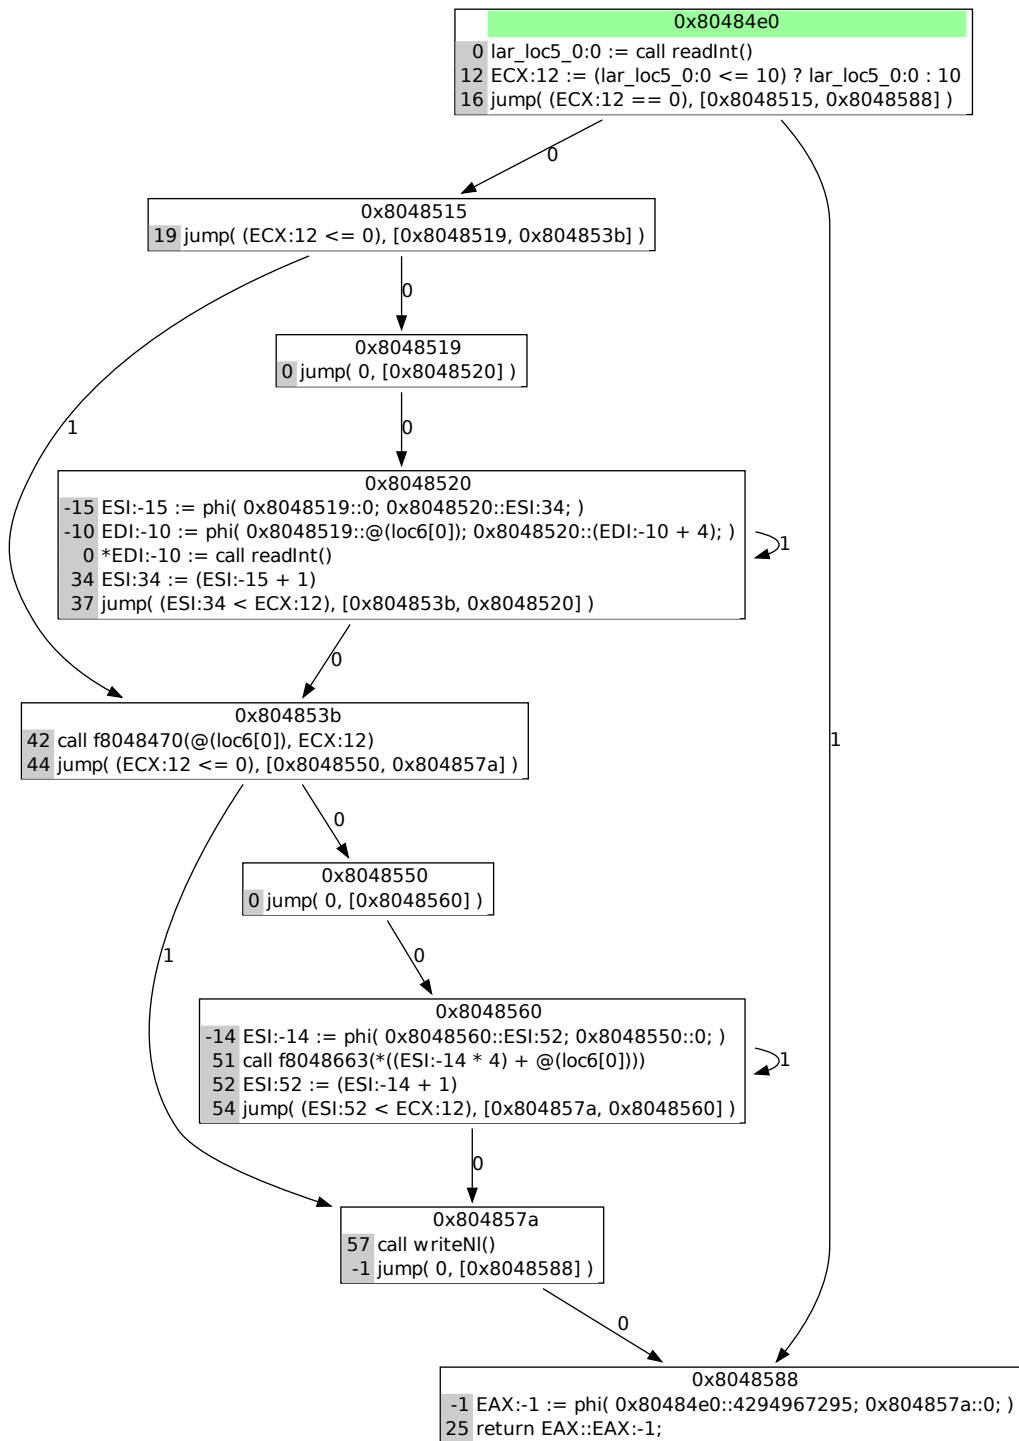 0x80484e0
0 lar_loc5_0:0 := call readInt()
12 ECX:12 := (lar_loc5_0:0 <= 10) ? lar_loc5_0:0 : 10
16 jump( (ECX:12 == 0), [0x8048515, 0x8048588] )
0
0x8048515
19 jump( (ECX:12 <= 0), [0x8048519, 0x804853b] )
0
0x8048519
0 jump( 0, [0x8048520] )
1
0
0x8048520
-15 ESI:-15 := phi( 0x8048519::0; 0x8048520::ESI:34; )
-10 EDI:-10 := phi( 0x8048519::@(loc6[0]); 0x8048520::(EDI:-10 + 4); )
0 *EDI:-10 := call readInt()
34 ESI:34 := (ESI:-15 + 1)
37 jump( (ESI:34 < ECX:12), [0x804853b, 0x8048520] )
1
0
0x804853b
42 call f8048470(@(loc6[0]), ECX:12)
44 jump( (ECX:12 <= 0), [0x8048550, 0x804857a] )
1
0
0x8048550
0 jump( 0, [0x8048560] )
1
0
0x8048560
-14 ESI:-14 := phi( 0x8048560::ESI:52; 0x8048550::0; )
51 call f8048663(*((ESI:-14 * 4) + @(loc6[0])))
52 ESI:52 := (ESI:-14 + 1)
54 jump( (ESI:52 < ECX:12), [0x804857a, 0x8048560] )
1
0
0x804857a
57 call writeNl()
-1 jump( 0, [0x8048588] )
0
0x8048588
-1 EAX:-1 := phi( 0x80484e0::4294967295; 0x804857a::0; )
25 return EAX::EAX:-1;